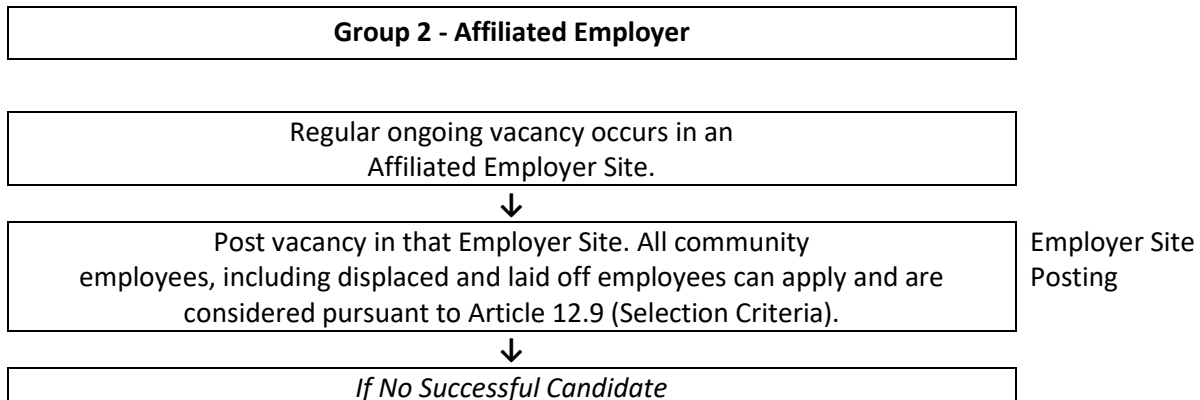 Group 2 - Affiliated Employer
Regular ongoing vacancy occurs in an
Affiliated Employer Site.
↓
Post vacancy in that Employer Site. All community
employees, including displaced and laid off employees can apply and are
considered pursuant to Article 12.9 (Selection Criteria).
Employer Site
Posting
↓
If No Successful Candidate